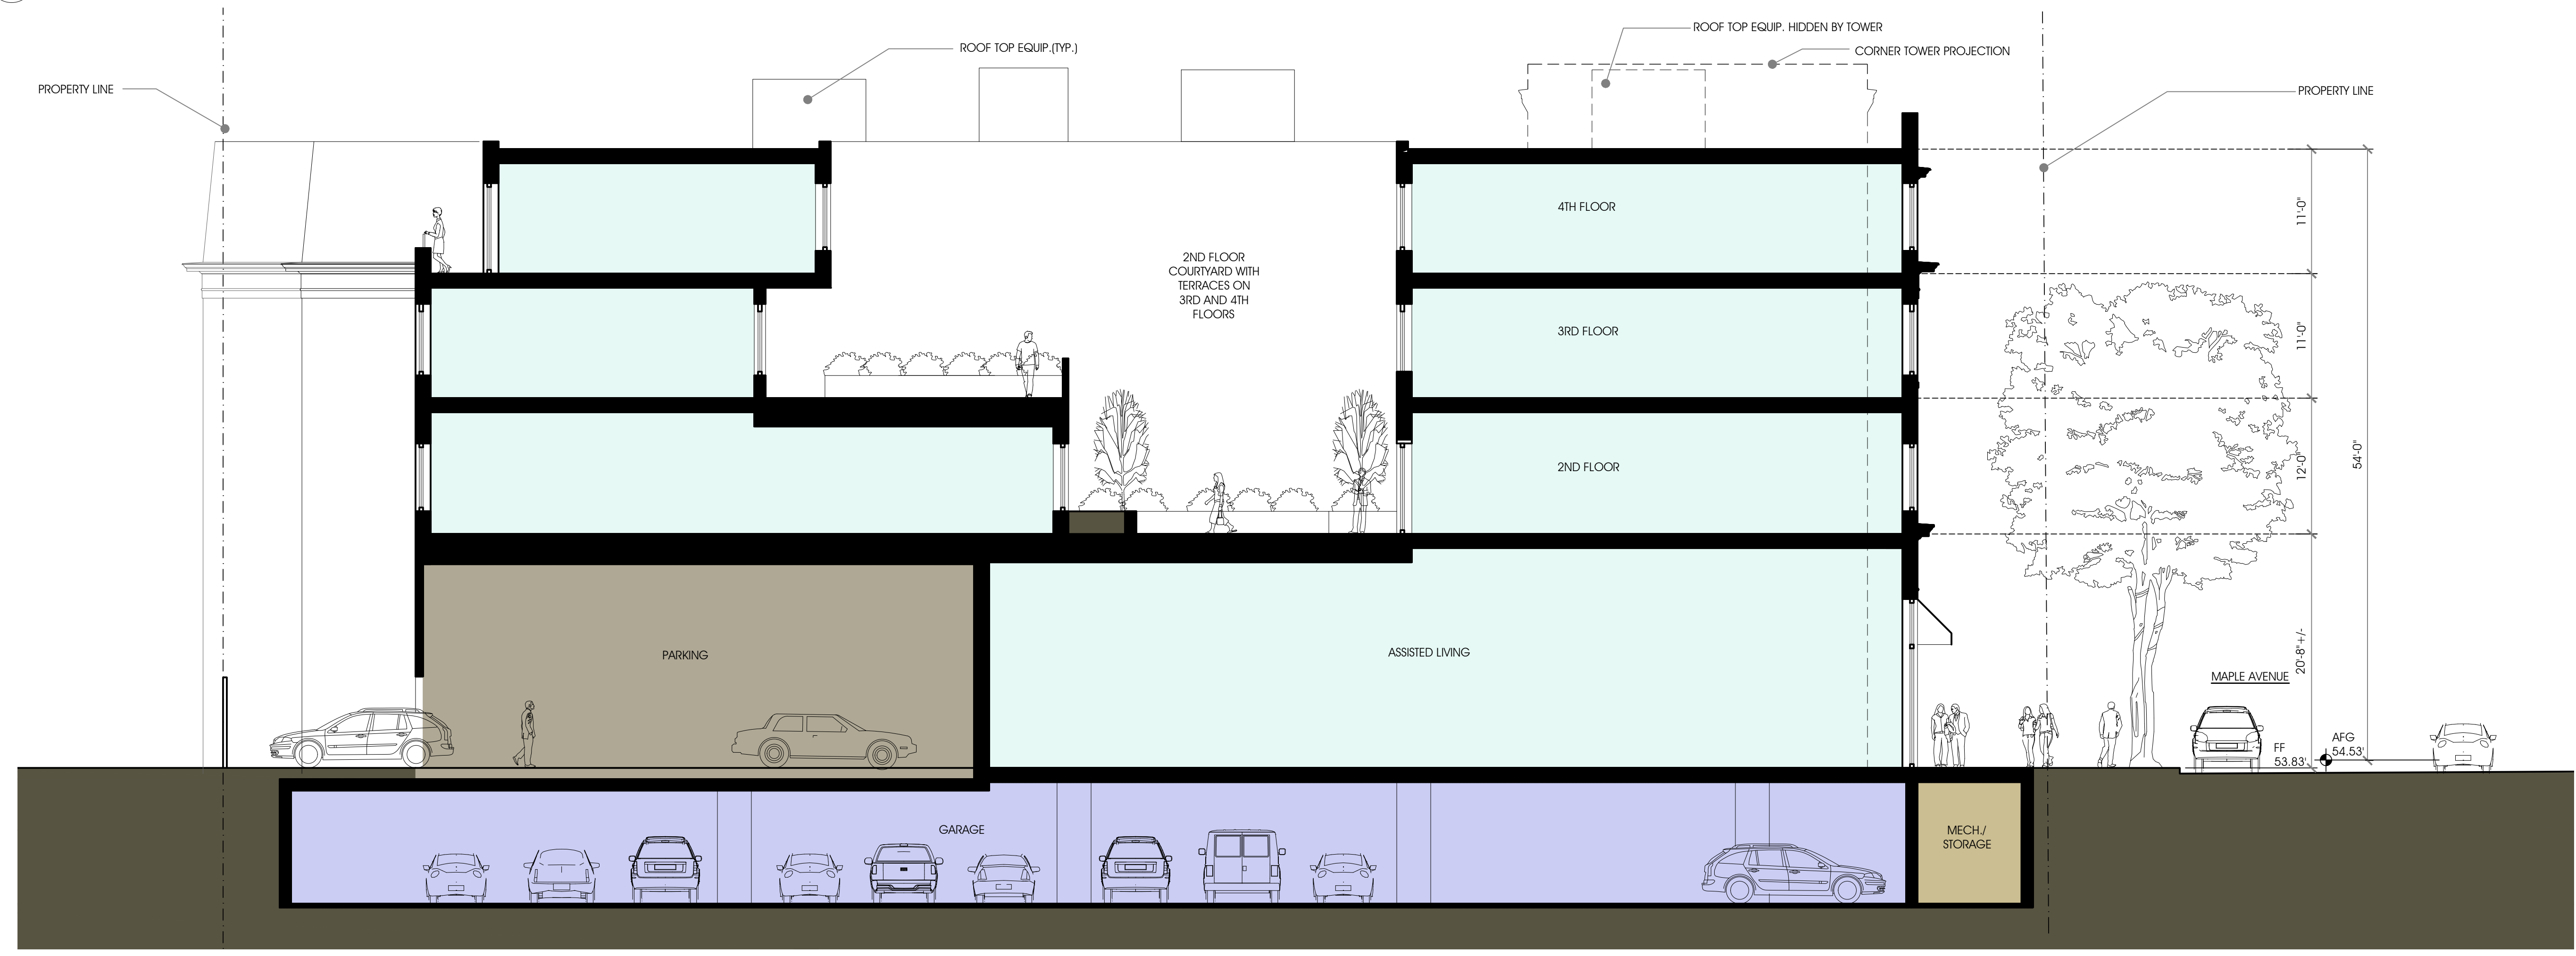 ROOF TOP EQUIP. HIDDEN BY TOWER
ROOF TOP EQUIP.(TYP.)
CORNER TOWER PROJECTION
PROPERTY LINE
PROPERTY LINE
4TH FLOOR
11'-0"
2ND FLOOR
COURTYARD WITH
TERRACES ON
3RD AND 4TH
FLOORS
3RD FLOOR
11'-0"
2ND FLOOR
12'-0"
54'-0"
PARKING
ASSISTED LIVING
20'-8"+/-
MAPLE AVENUE
FF
53.83'
AFG
54.53'
GARAGE
MECH./
STORAGE